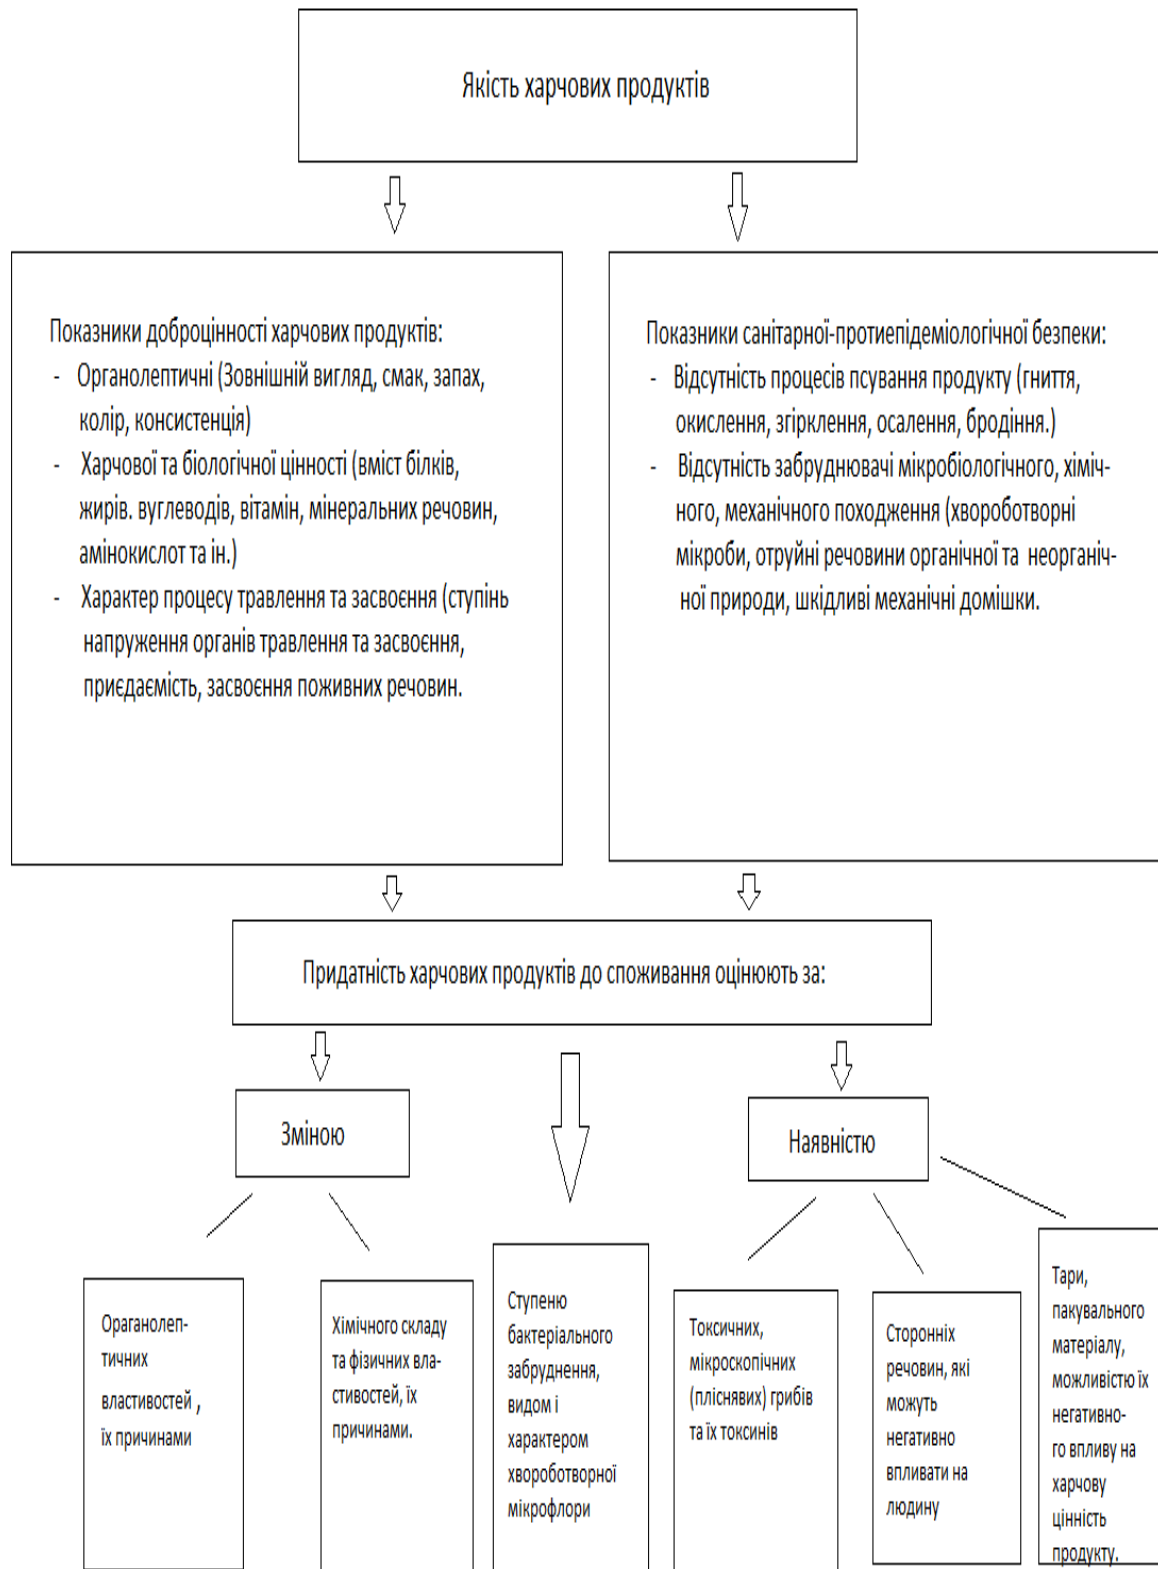 Якість харчових продуктів
Показники доброцінності харчових продуктів:
- Органолептичні (Зовнішній вигляд, смак, запах,
колір, консистенція)
- Харчової та біологічної цінності (вміст білків,
жирів. вуглеводів, вітамін, мінеральних речовин,
амінокислот та ін.)
- Характер процесу травлення та засвоєння (ступінь
напруження органів травлення та засвоєння,
приєдаємість, засвоєння поживних речовин.
Показники санітарної-протиепідеміологічної безпеки:
- Відсутність процесів псування продукту (гниття,
окислення, згірклення, осалення, бродіння.)
- Відсутність забруднювачі мікробіологічного, хіміч-
ного, механічного походження (хвороботворні
мікроби, отруйні речовини органічної та неорганіч-
ної природи, шкідливі механічні домішки.
Придатність харчових продуктів до споживання оцінюють за:
Зміною
Наявністю
Ораганолеп-
тичних
властивостей ,
їх причинами
Хімічного складу
та фізичних вла-
стивостей, їх
причинами.
Ступеню
бактеріального
забруднення,
видом і
характером
хвороботворної
мікрофлори
Токсичних,
мікроскопічних
(пліснявих) грибів
та їх токсинів
Сторонніх
речовин, які
можуть
негативно
впливати на
людину
Тари,
пакувального
матеріалу,
можливістю їх
негативно-
го впливу на
харчову
цінність
продукту.